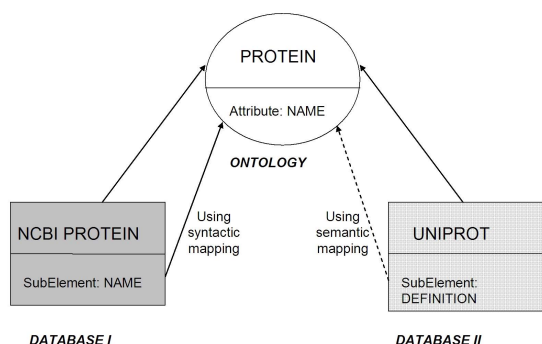 PROTEIN
Attribute: NAME
ONTOLOGY
Using
syntactic
mapping
Using
semantic
mapping
NCBI PROTEIN
SubElement: NAME
UNIPROT
SubElement:
DEFINITION
DATABASE I
DATABASE II